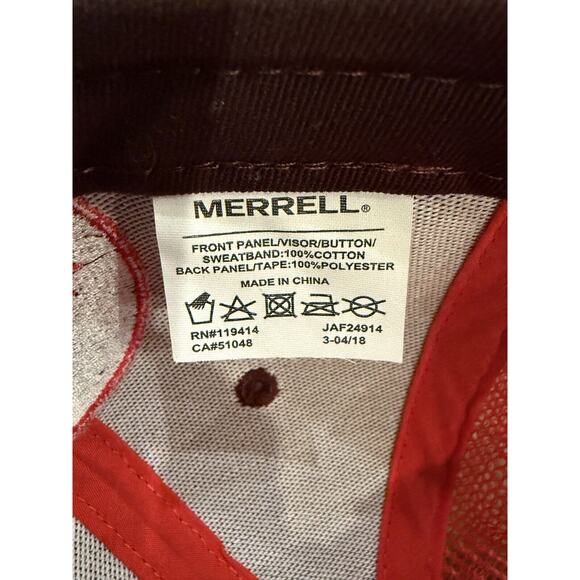 MERRELL®
FRONT PANEL/VISOR/BUTTON/
SWEATBAND:100%COTTON
BACK PANEL/TAPE:100%POLYESTER
MADE IN CHINA
RN#119414 JAF24914
CA#51048 3-04/18